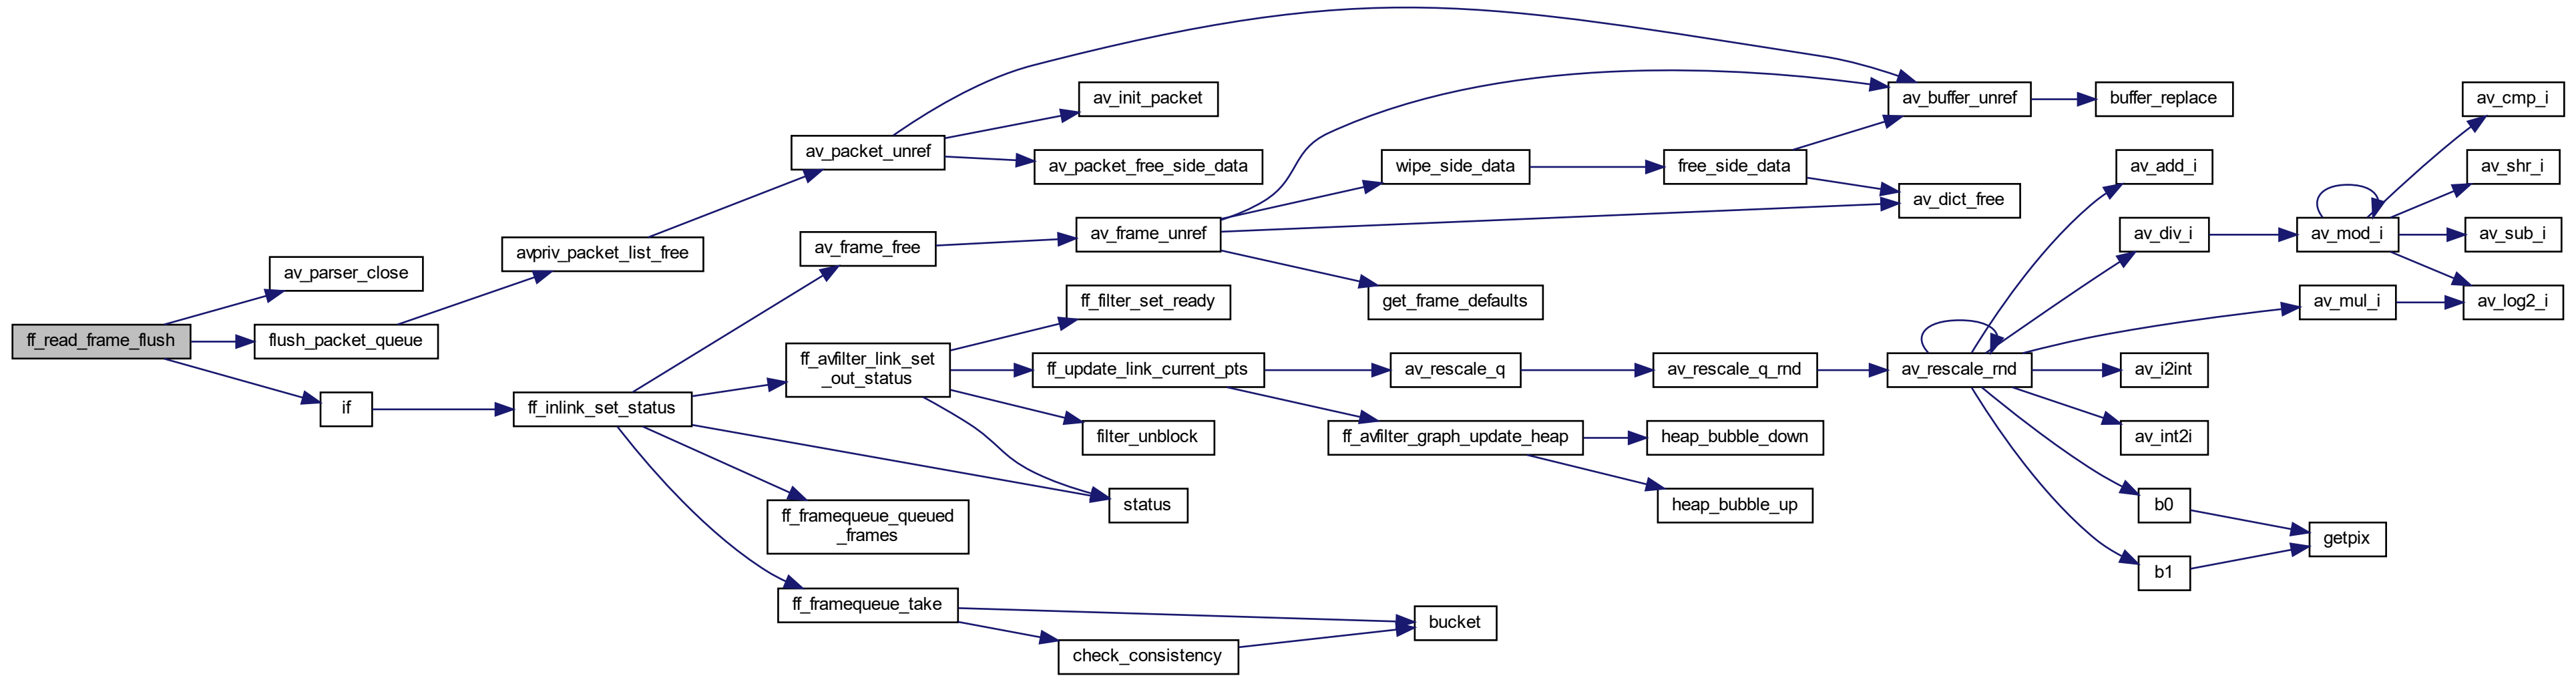 ff_read_frame_flush
av_parser_close
flush_packet_queue
if
avpriv_packet_list_free
ff_inlink_set_status
av_packet_unref
av_frame_free
ff_avfilter_link_set
_out_status
ff_framequeue_queued
_frames
ff_framequeue_take
av_init_packet
av_packet_free_side_data
av_frame_unref
ff_filter_set_ready
ff_update_link_current_pts
filter_unblock
status
check_consistency
wipe_side_data
get_frame_defaults
av_rescale_q
ff_avfilter_graph_update_heap
bucket
free_side_data
av_rescale_q_rnd
heap_bubble_down
heap_bubble_up
av_buffer_unref
av_dict_free
av_rescale_rnd
buffer_replace
av_add_i
av_div_i
av_i2int
av_int2i
b0
b1
av_mod_i
av_mul_i
getpix
av_cmp_i
av_shr_i
av_sub_i
av_log2_i